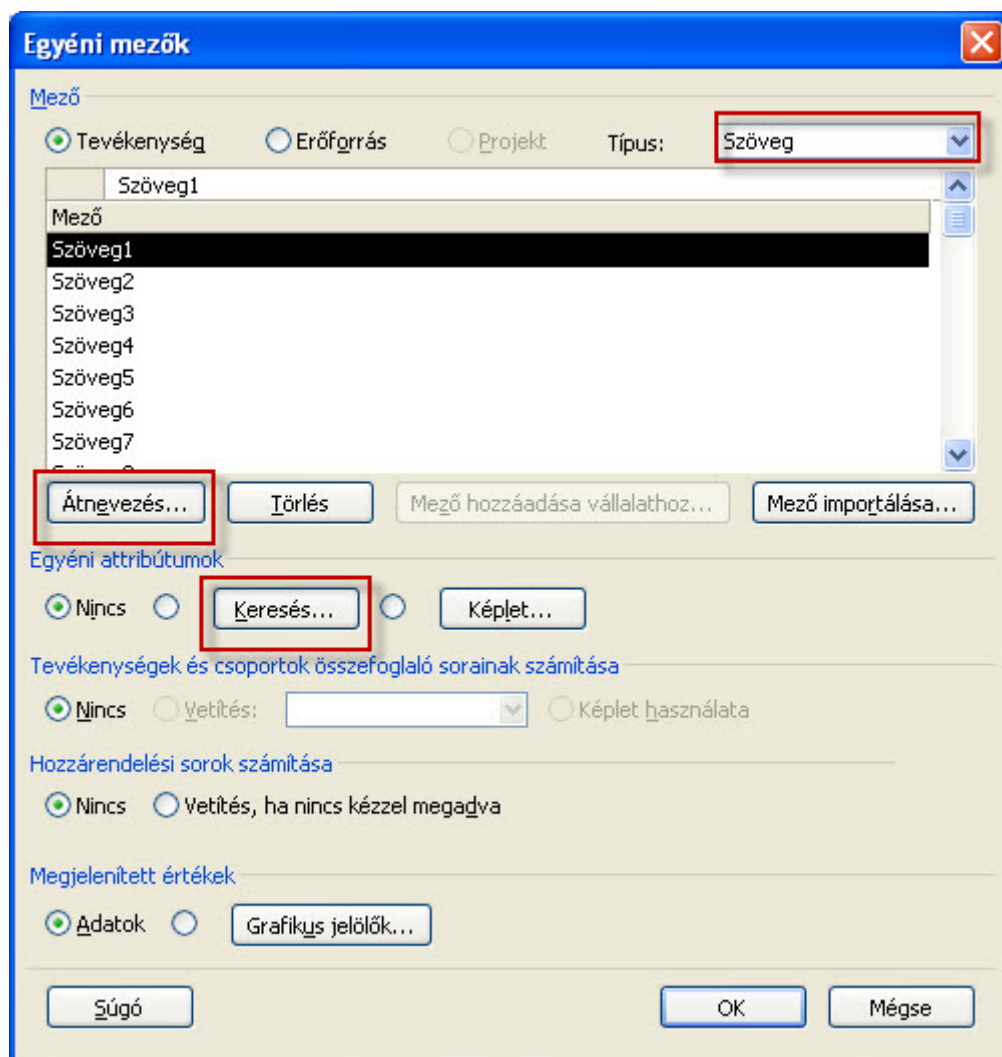 Egyéni mezők
Mező
Tevékenység Erőforrás Projekt Típus: Szöveg
Szöveg1
Mező
Szöveg1
Szöveg2
Szöveg3
Szöveg4
Szöveg5
Szöveg6
Szöveg7
Átnevezés... Törlés Mező hozzáadása vállalathoz... Mező importálása...
Egyéni attribútumok
Nincs Keresés... Képlet...
Tevékenységek és csoportok összefoglaló sorainak számítása
Nincs Vetítés: Képlet használata
Hozzárendelési sorok számítása
Nincs Vetítés, ha nincs kézzel megadva
Megjelenített értékek
Adatok Grafikus jelölők...
Súgó OK Mégse